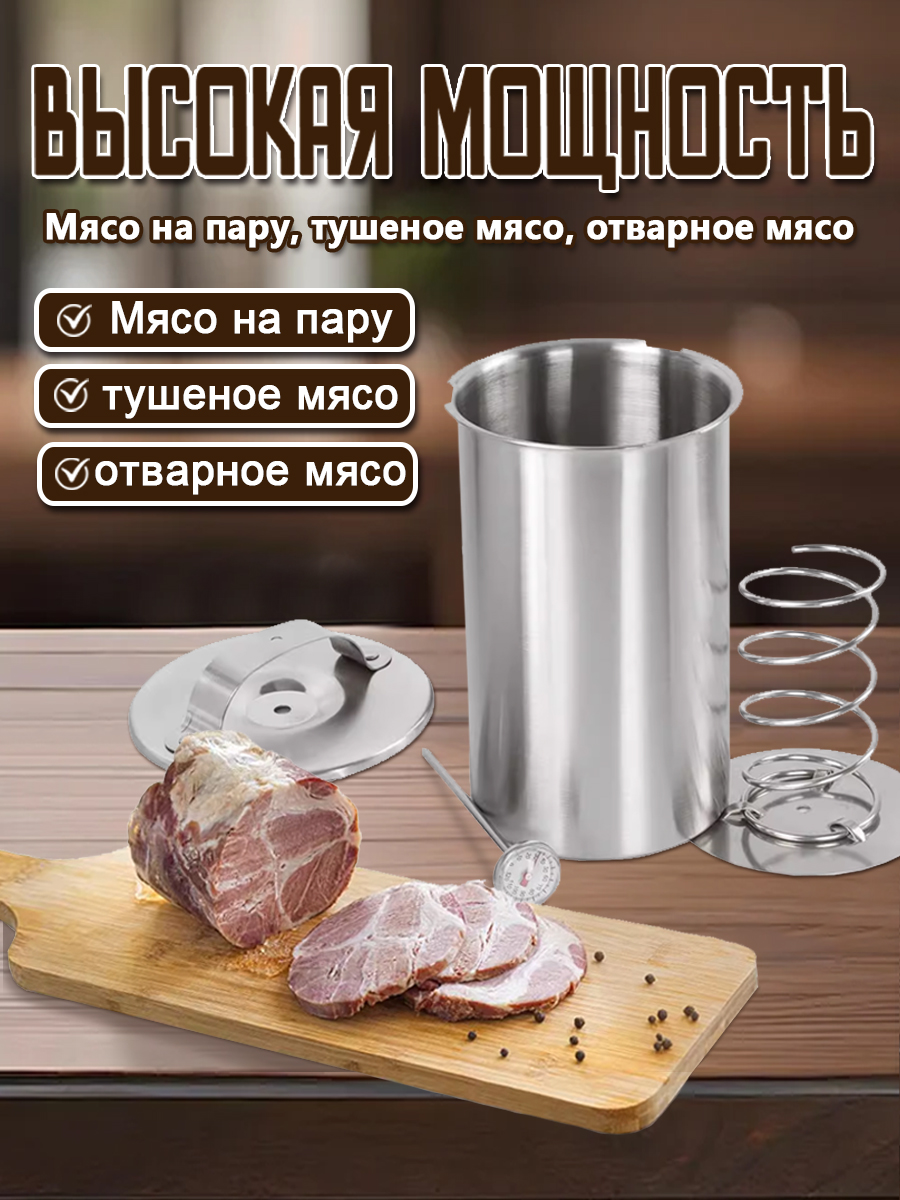 ВЫСОКАЯ МОЩНОСТЬ
Мясо на пару, тушеное мясо, отварное мясо
Мясо на пару
тушеное мясо
отварное мясо